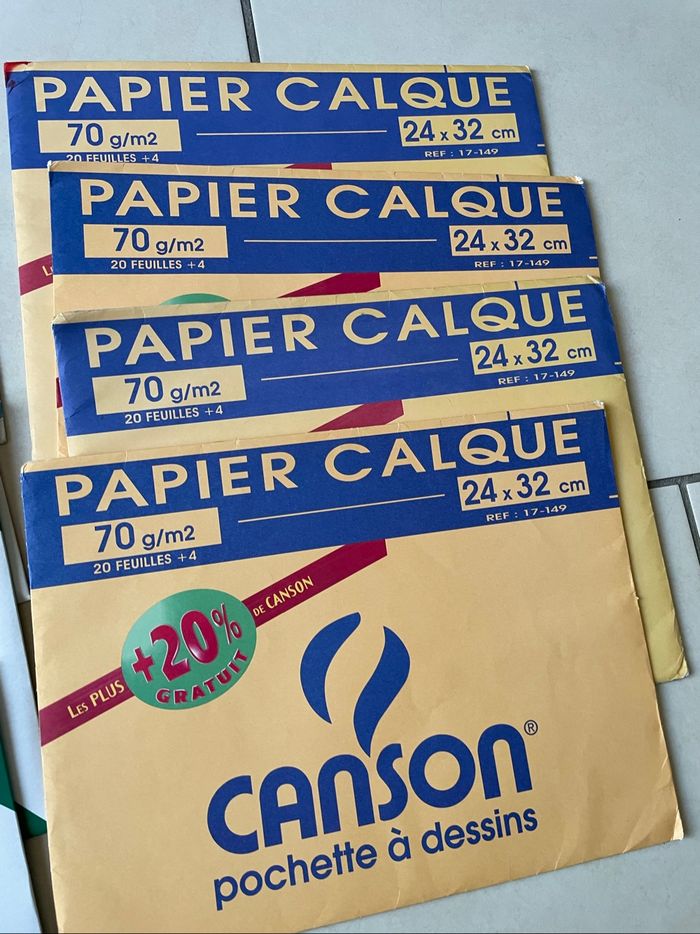 PAPIER CALQUE
70 g/m2 24 x 32 cm
20 FEUILLES +4 REF : 17-149
PAPIER CALQUE
70 g/m2 24 x 32 cm
20 FEUILLES +4 REF : 17-149
PAPIER CALQUE
70 g/m2 24 x 32 cm
20 FEUILLES +4 REF : 17-149
PAPIER CALQUE
70 g/m2 24 x 32 cm
20 FEUILLES +4 REF : 17-149
LES PLUS +20% DE CANSON
GRATUIT
CANSON®
pochette à dessins